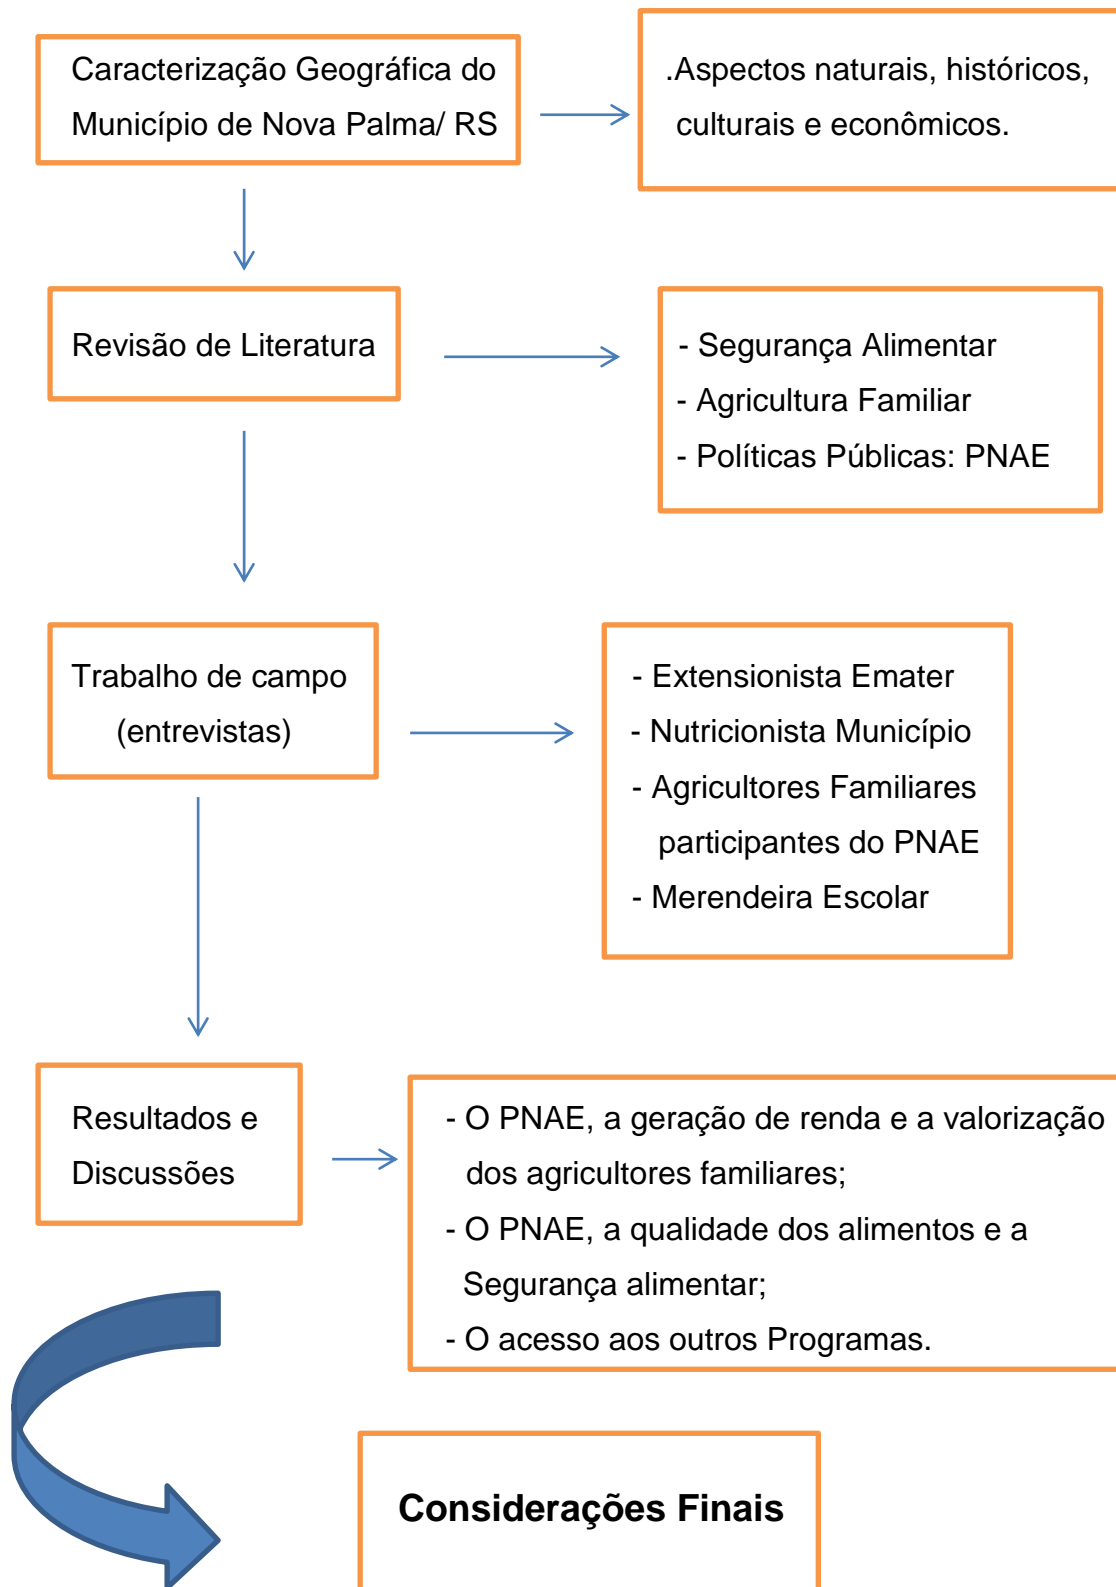 Caracterização Geográfica do
Município de Nova Palma/ RS
.Aspectos naturais, históricos,
culturais e econômicos.
Revisão de Literatura
- Segurança Alimentar
- Agricultura Familiar
- Políticas Públicas: PNAE
Trabalho de campo
(entrevistas)
- Extensionista Emater
- Nutricionista Município
- Agricultores Familiares
participantes do PNAE
- Merendeira Escolar
Resultados e
Discussões
- O PNAE, a geração de renda e a valorização
dos agricultores familiares;
- O PNAE, a qualidade dos alimentos e a
Segurança alimentar;
- O acesso aos outros Programas.
Considerações Finais